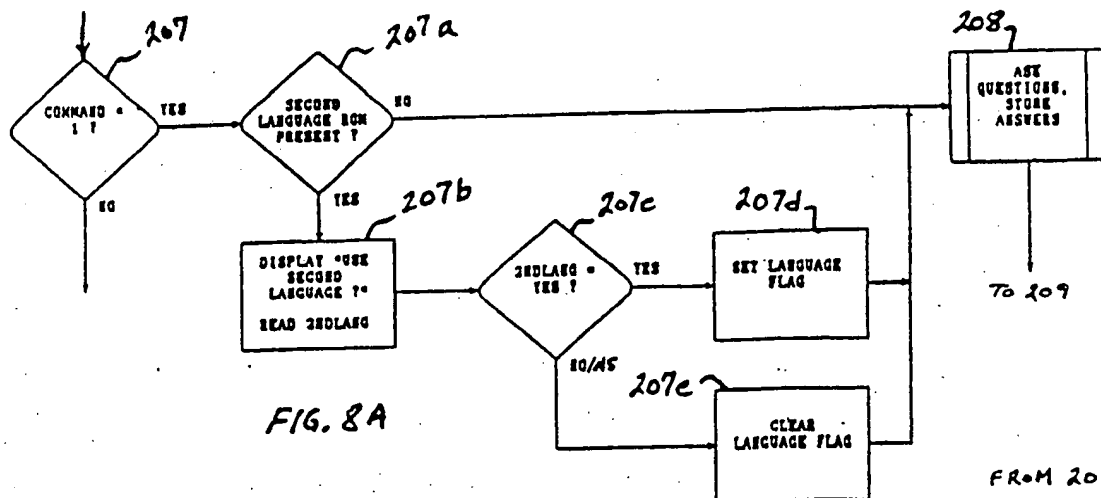 207
COMMAND =
1 ?
YES
NO
207a
SECOND
LANGUAGE ROM
PRESENT ?
NO
YES
207b
DISPLAY "USE
SECOND
LANGUAGE ?"
READ 2NDLANG
207c
2NDLANG =
YES ?
YES
NO/NS
207d
SET LANGUAGE
FLAG
207e
CLEAR
LANGUAGE FLAG
208
ASK
QUESTIONS,
STORE
ANSWERS
TO 209
FIG. 8A
FROM 20